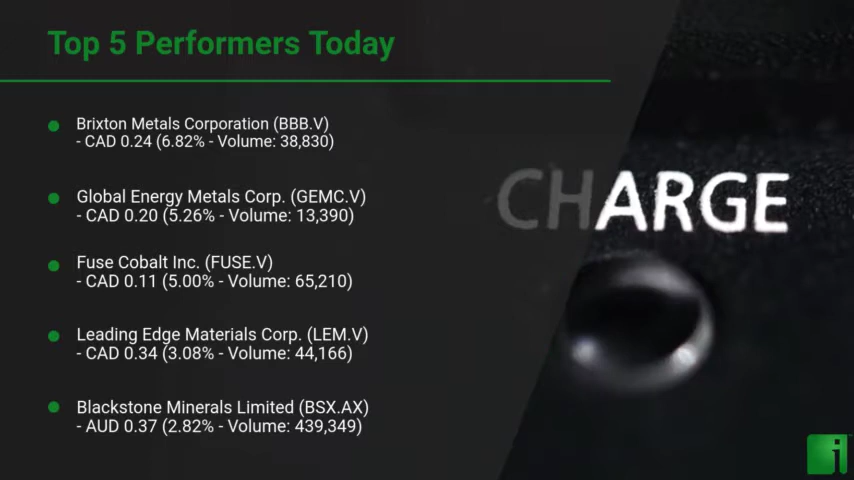 Top 5 Performers Today
Brixton Metals Corporation (BBB.V)
- CAD 0.24 (6.82% - Volume: 38,830)
Global Energy Metals Corp. (GEMC.V)
- CAD 0.20 (5.26% - Volume: 13,390)
CHARGE
Fuse Cobalt Inc. (FUSE.V)
- CAD 0.11 (5.00% - Volume: 65,210)
Leading Edge Materials Corp. (LEM.V)
- CAD 0.34 (3.08% - Volume: 44,166)
Blackstone Minerals Limited (BSX.AX)
- AUD 0.37 (2.82% - Volume: 439,349)
i